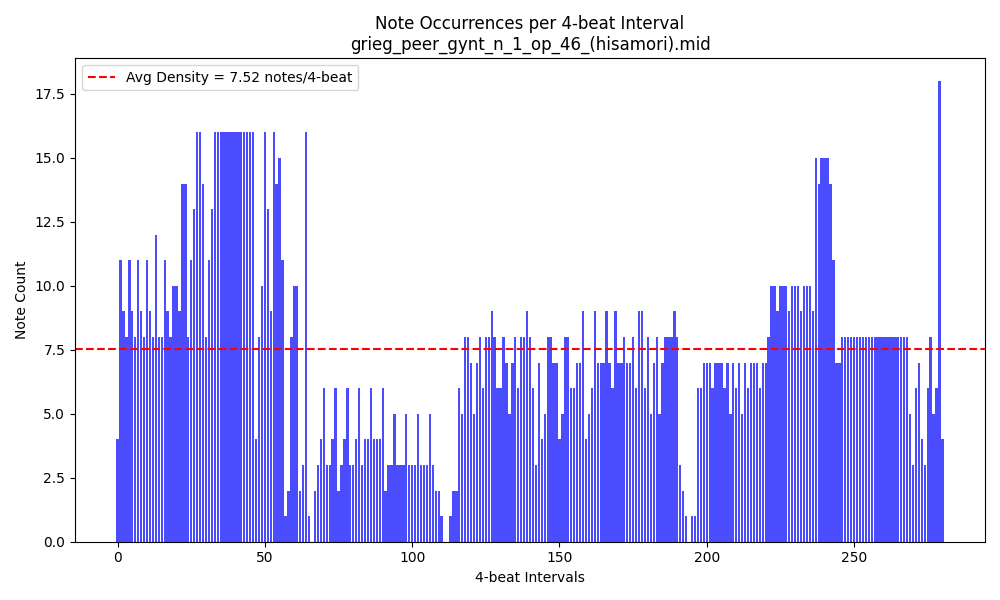 Note Occurrences per 4-beat Interval
grieg_peer_gynt_n_1_op_46_(hisamori).mid
Avg Density = 7.52 notes/4-beat
17.5
15.0
12.5
10.0
7.5
5.0
2.5
0.0
Note Count
0
50
100
150
200
250
4-beat Intervals